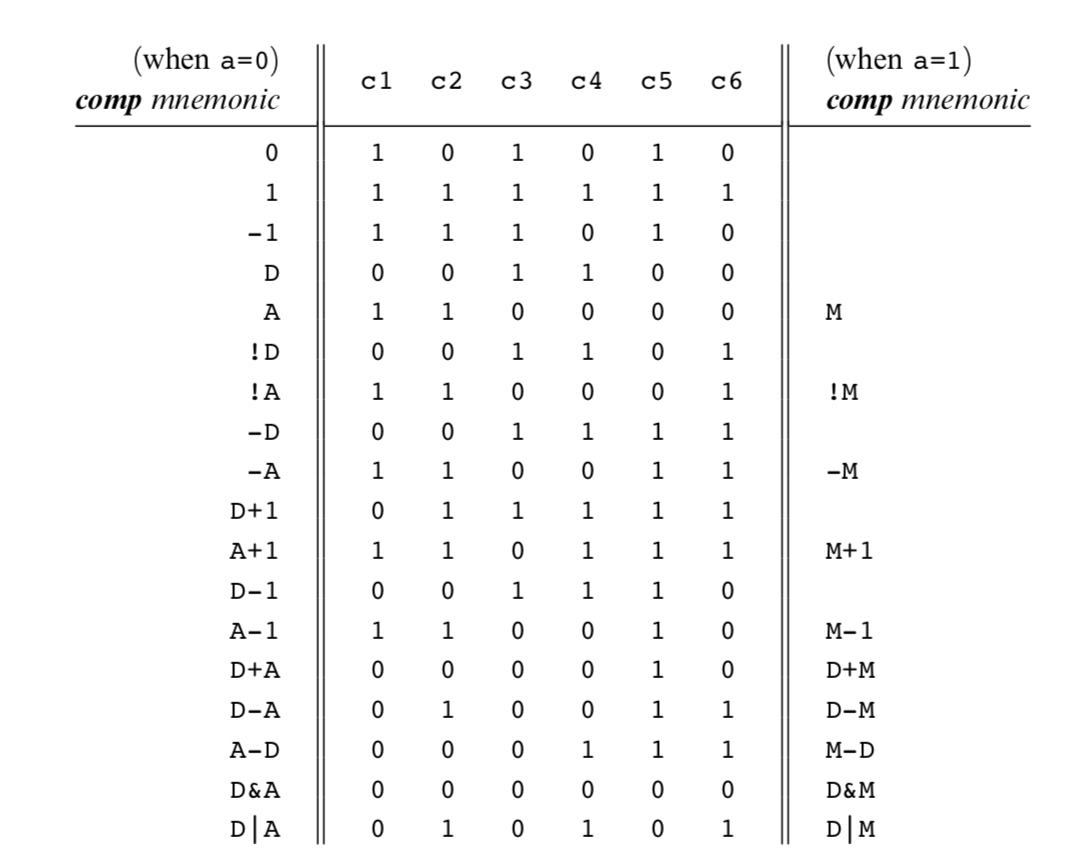 (when a=0) (when a=1)
c1 c2 c3 c4 c5 c6
comp mnemonic comp mnemonic
0 1 0 1 0 1 0
1 1 1 1 1 1 1
-1 1 1 1 0 1 0
D 0 0 1 1 0 0
A 1 1 0 0 0 0 M
!D 0 0 1 1 0 1
!A 1 1 0 0 0 1 !M
-D 0 0 1 1 1 1
-A 1 1 0 0 1 1 -M
D+1 0 1 1 1 1 1
A+1 1 1 0 1 1 1 M+1
D-1 0 0 1 1 1 0
A-1 1 1 0 0 1 0 M-1
D+A 0 0 0 0 1 0 D+M
D-A 0 1 0 0 1 1 D-M
A-D 0 0 0 1 1 1 M-D
D&A 0 0 0 0 0 0 D&M
D|A 0 1 0 1 0 1 D|M